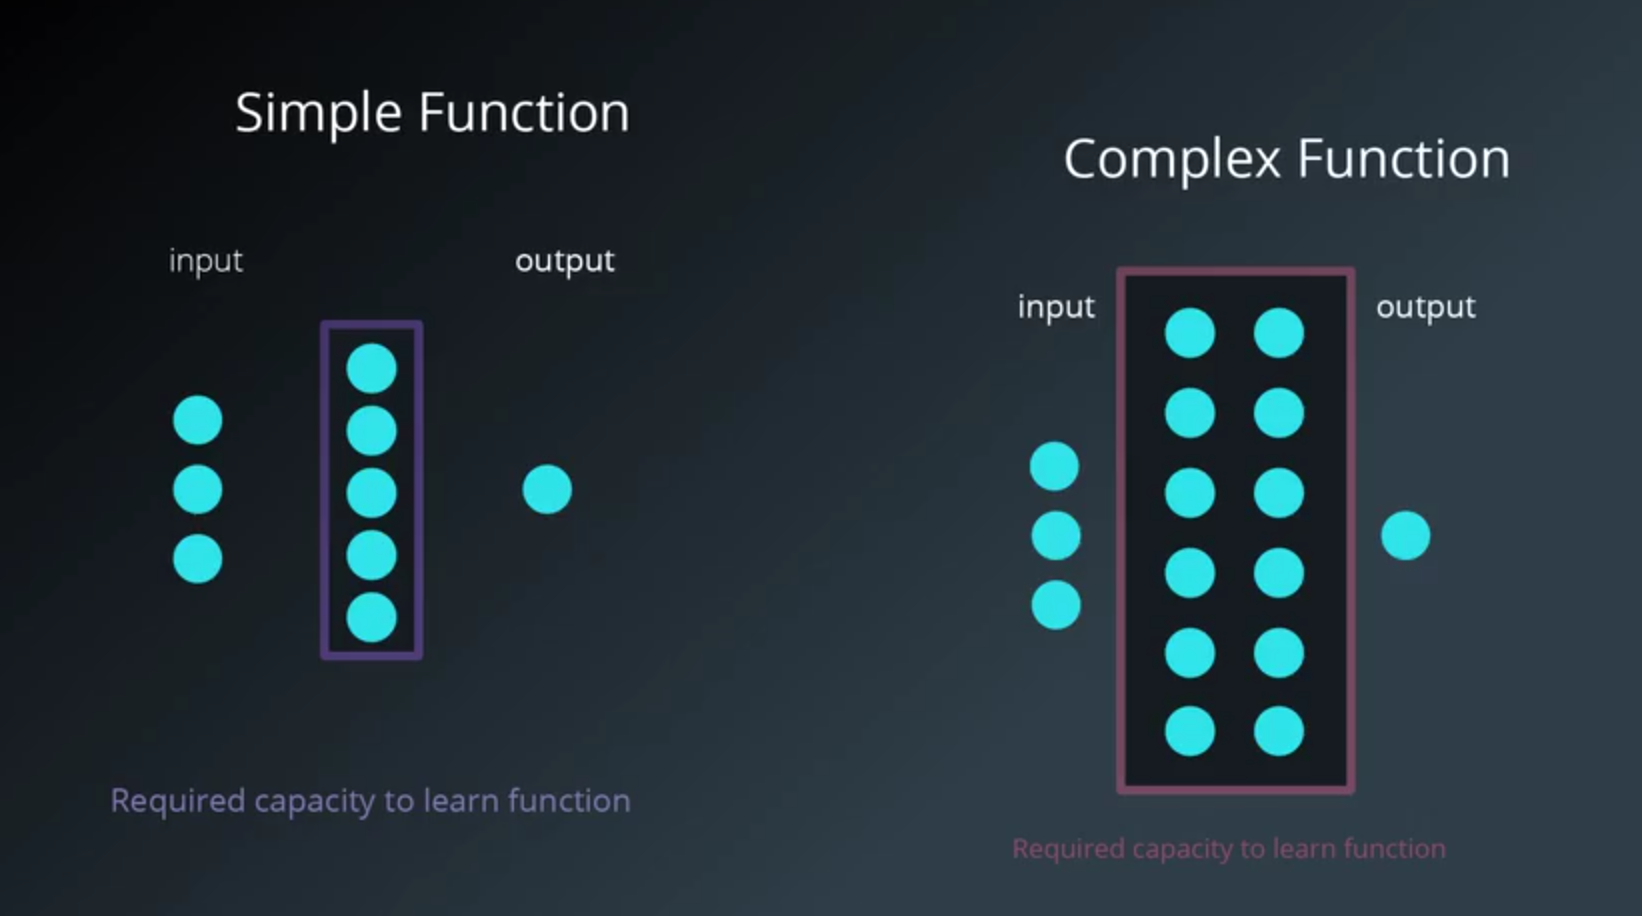 Simple Function
input
output
Required capacity to learn function
Complex Function
input
output
Required capacity to learn function